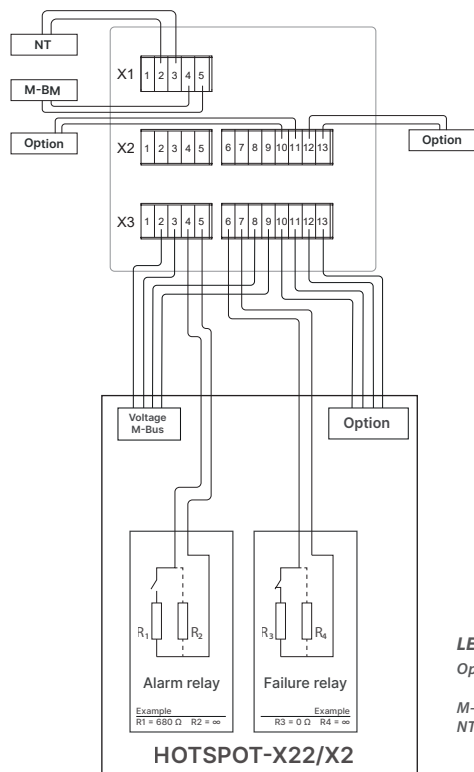 NT
M-BM
Option
X1
1 2 3 4 5
X2
1 2 3 4 5
6 7 8 9 10 11 12 13
Option
X3
1 2 3 4 5
6 7 8 9 10 11 12 13
Voltage
M-Bus
Option
R1
R2
R3
R4
Alarm relay
Failure relay
Example
R1 = 680 Ω R2 = ∞
Example
R3 = 0 Ω R4 = ∞
HOTSPOT-X22/X2
LE
Op
M-
NT